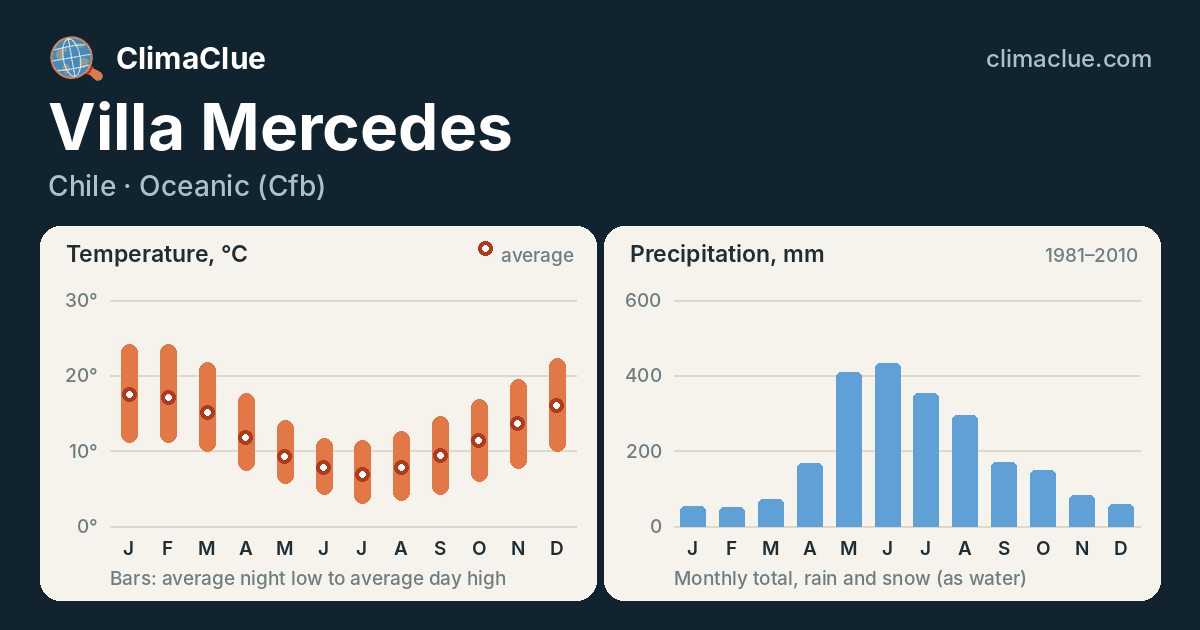 ClimaClue
climaclue.com
Villa Mercedes
Chile · Oceanic (Cfb)
Temperature, °C
average
30°
20°
10°
0°
J F M A M J J A S O N D
Bars: average night low to average day high
Precipitation, mm
1981–2010
600
400
200
0
J F M A M J J A S O N D
Monthly total, rain and snow (as water)